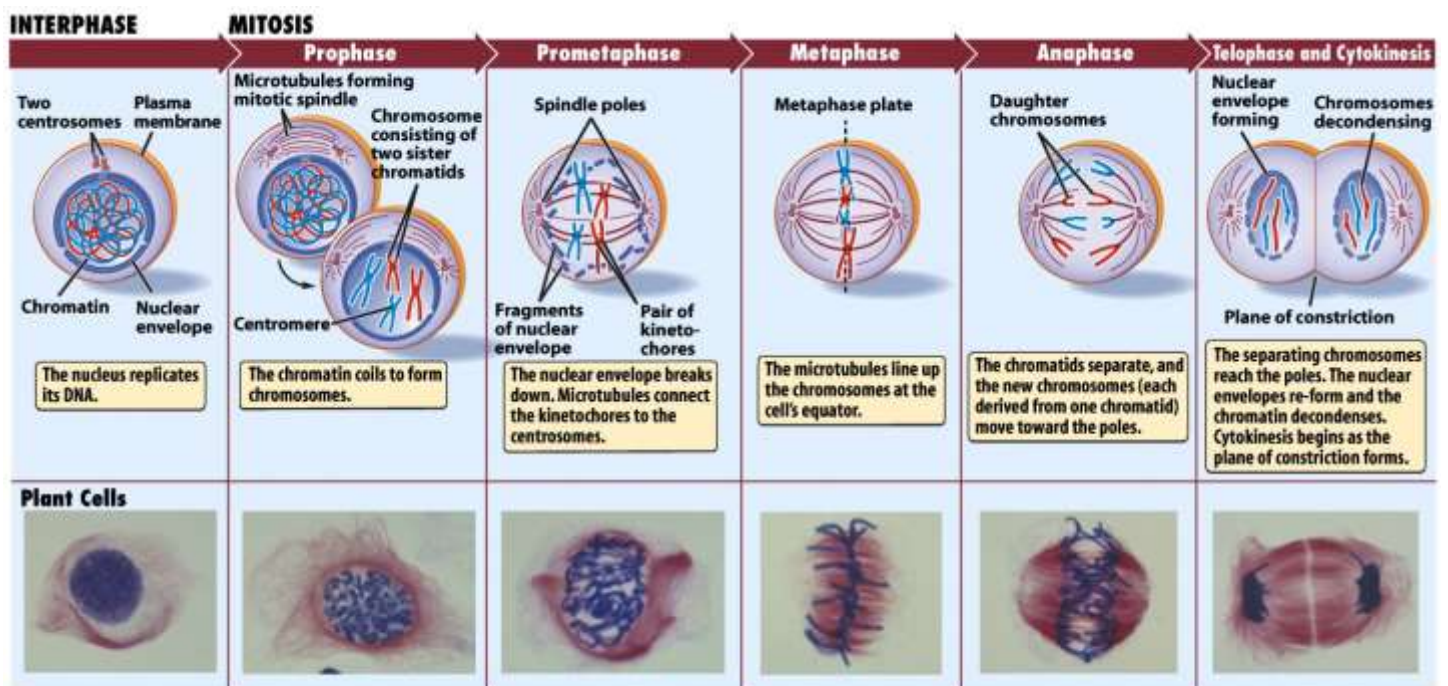 INTERPHASE
MITOSIS
Prophase
Prometaphase
Metaphase
Anaphase
Telophase and Cytokinesis
Two
centrosomes
Plasma
membrane
Chromatin
Nuclear
envelope
The nucleus replicates
its DNA.
Microtubules forming
mitotic spindle
Chromosome
consisting of
two sister
chromatids
Centromere
The chromatin coils to form
chromosomes.
Spindle poles
Fragments
of nuclear
envelope
Pair of
kineto-
chores
The nuclear envelope breaks
down. Microtubules connect
the kinetochores to the
centrosomes.
Metaphase plate
The microtubules line up
the chromosomes at the
cell's equator.
Daughter
chromosomes
The chromatids separate, and
the new chromosomes (each
derived from one chromatid)
move toward the poles.
Nuclear
envelope
forming
Chromosomes
decondensing
Plane of constriction
The separating chromosomes
reach the poles. The nuclear
envelopes re-form and the
chromatin decondenses.
Cytokinesis begins as the
plane of constriction forms.
Plant Cells